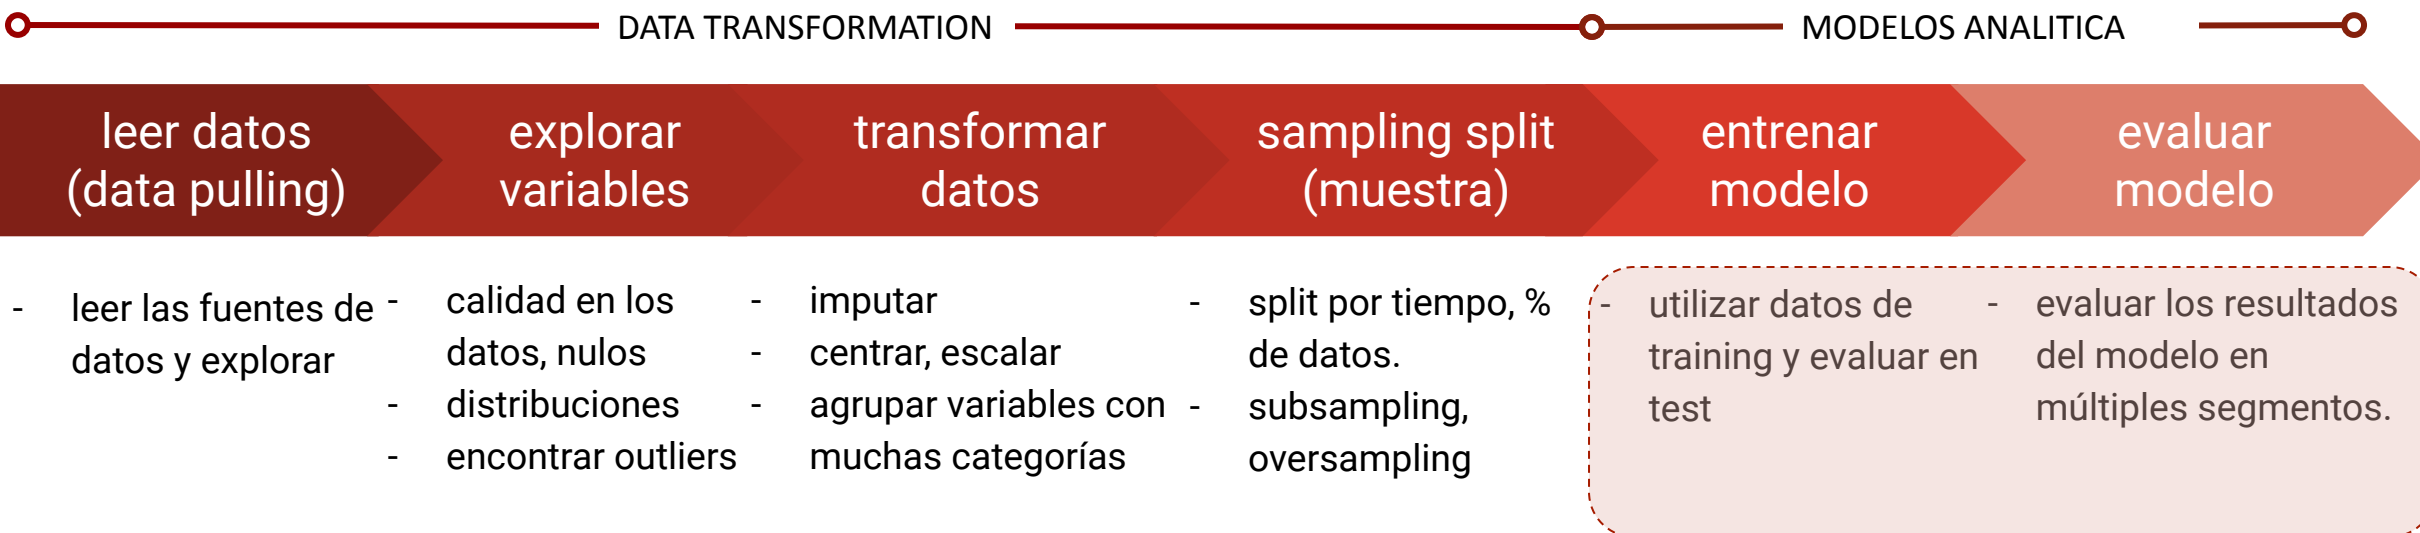 DATA TRANSFORMATION
MODELOS ANALITICA
leer datos
(data pulling)
explorar
variables
transformar
datos
sampling split
(muestra)
entrenar
modelo
evaluar
modelo
- leer las fuentes de
datos y explorar
- calidad en los
datos, nulos
- distribuciones
- encontrar outliers
- imputar
- centrar, escalar
- agrupar variables con
muchas categorías
- split por tiempo, %
de datos.
- subsampling,
oversampling
- utilizar datos de
training y evaluar en
test
- evaluar los resultados
del modelo en
múltiples segmentos.